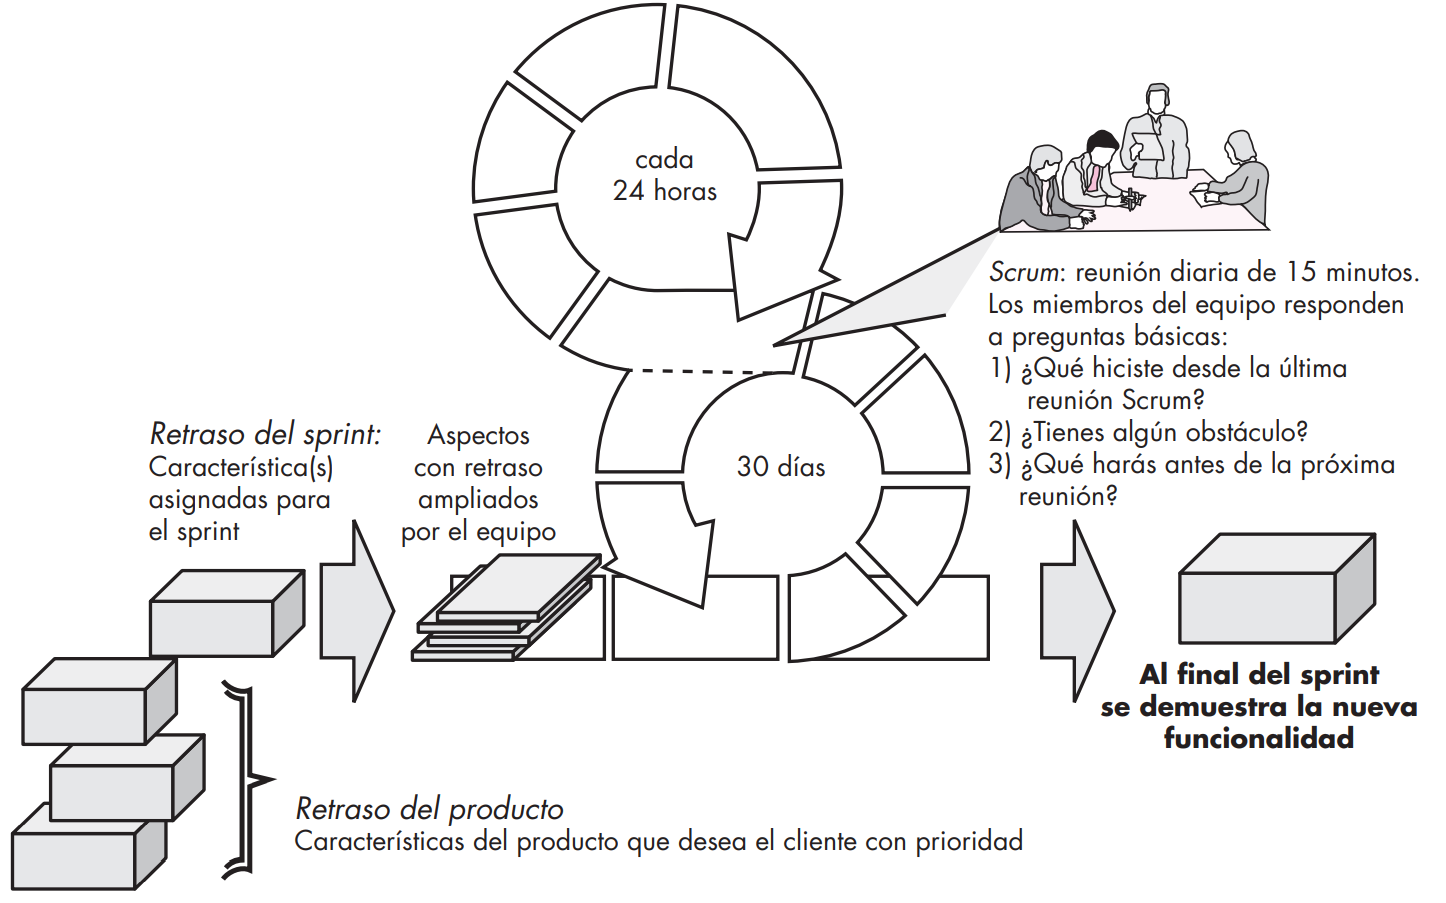 cada
24 horas
Scrum: reunión diaria de 15 minutos.
Los miembros del equipo responden
a preguntas básicas:
1) ¿Qué hiciste desde la última
reunión Scrum?
2) ¿Tienes algún obstáculo?
3) ¿Qué harás antes de la próxima
reunión?
30 días
Retraso del sprint:
Característica(s)
asignadas para
el sprint
Aspectos
con retraso
ampliados
por el equipo
Al final del sprint
se demuestra la nueva
funcionalidad
Retraso del producto
Características del producto que desea el cliente con prioridad